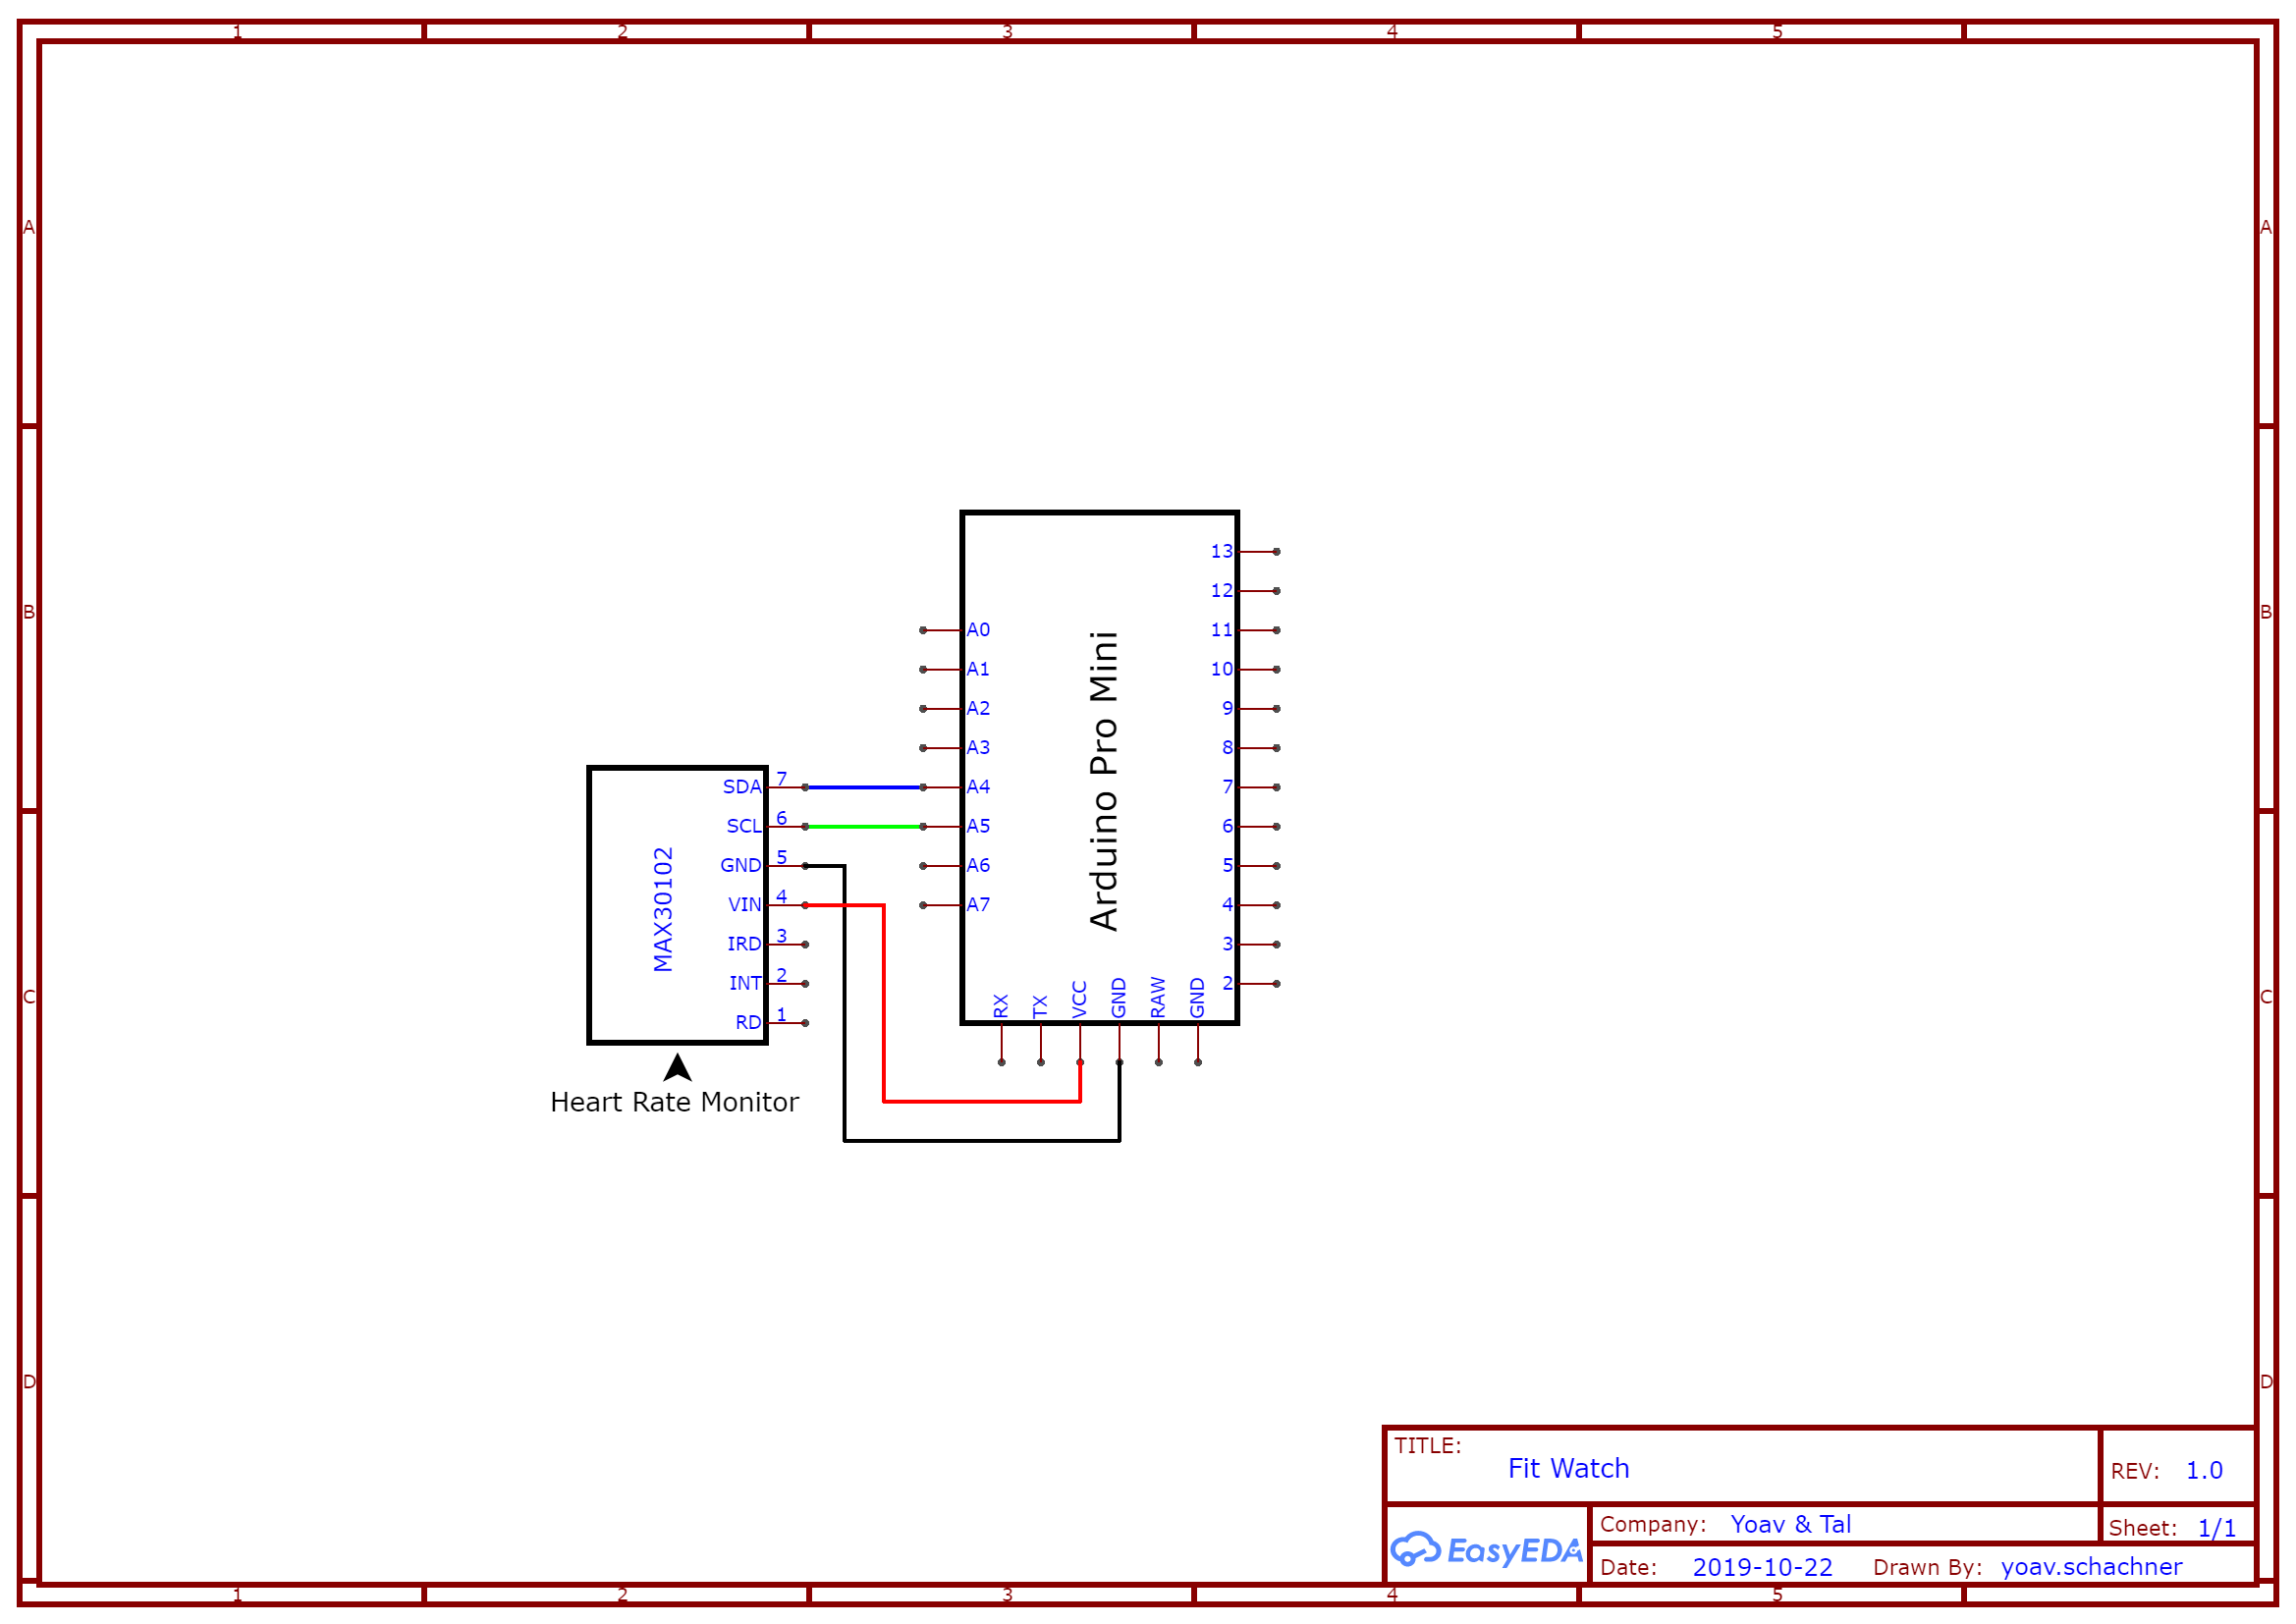 1 2 3 4 5
A A
B B
C C
D D
13
12
A0 11
A1 10
A2 9
A3 8
SDA 7 A4 7
SCL 6 A5 6
GND 5 A6 5
VIN 4 A7 4
IRD 3 3
INT 2 2
RD 1
MAX30102
Arduino Pro Mini
RX TX VCC GND RAW GND
Heart Rate Monitor
TITLE:
Fit Watch
REV: 1.0
EasyEDA
Company: Yoav & Tal
Sheet: 1/1
Date: 2019-10-22 Drawn By: yoav.schachner
1 2 3 4 5